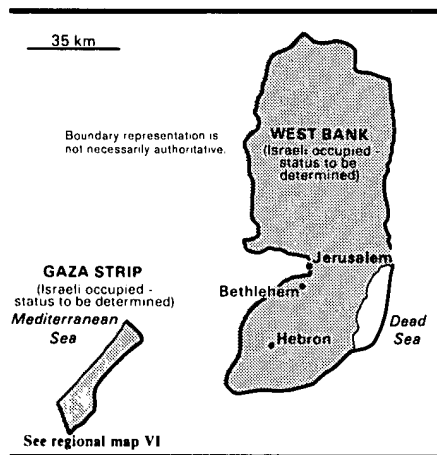 35 km
Boundary representation is
not necessarily authoritative.
WEST BANK
(Israeli occupied -
status to be
determined)
Jerusalem
GAZA STRIP
(Israeli occupied -
status to be determined)
Bethlehem
Mediterranean
Sea
Dead
Sea
Hebron
See regional map VI